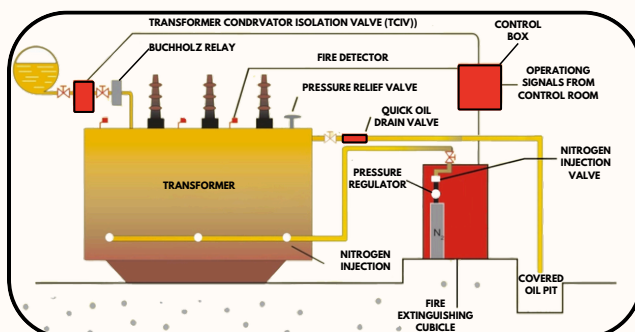 TRANSFORMER CONDRVATOR ISOLATION VALVE (TCIV))
BUCHHOLZ RELAY
FIRE DETECTOR
PRESSURE RELIEF VALVE
CONTROL
BOX
OPERATIONG
SIGNALS FROM
CONTROL ROOM
QUICK OIL
DRAIN VALVE
NITROGEN
INJECTION
VALVE
TRANSFORMER
PRESSURE
REGULATOR
N2
NITROGEN
INJECTION
FIRE
EXTINGUISHING
CUBICLE
COVERED
OIL PIT